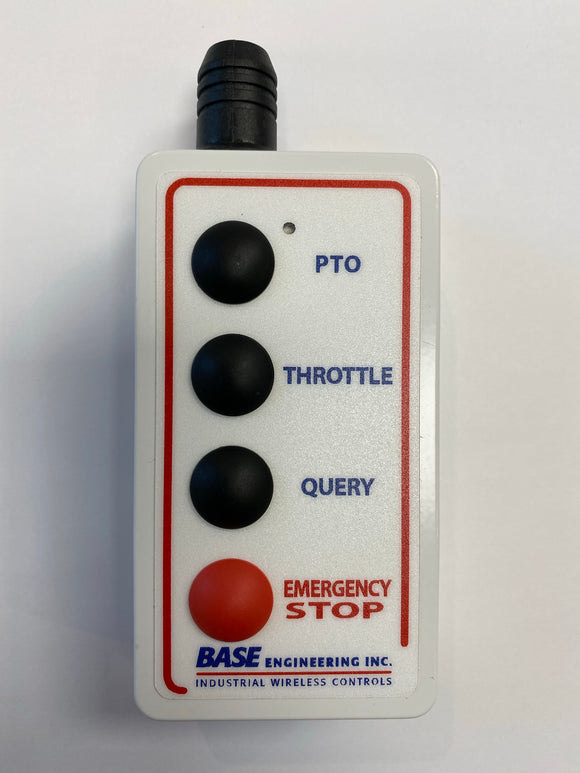 PTO
THROTTLE
QUERY
EMERGENCY
STOP
BASE ENGINEERING INC.
INDUSTRIAL WIRELESS CONTROLS